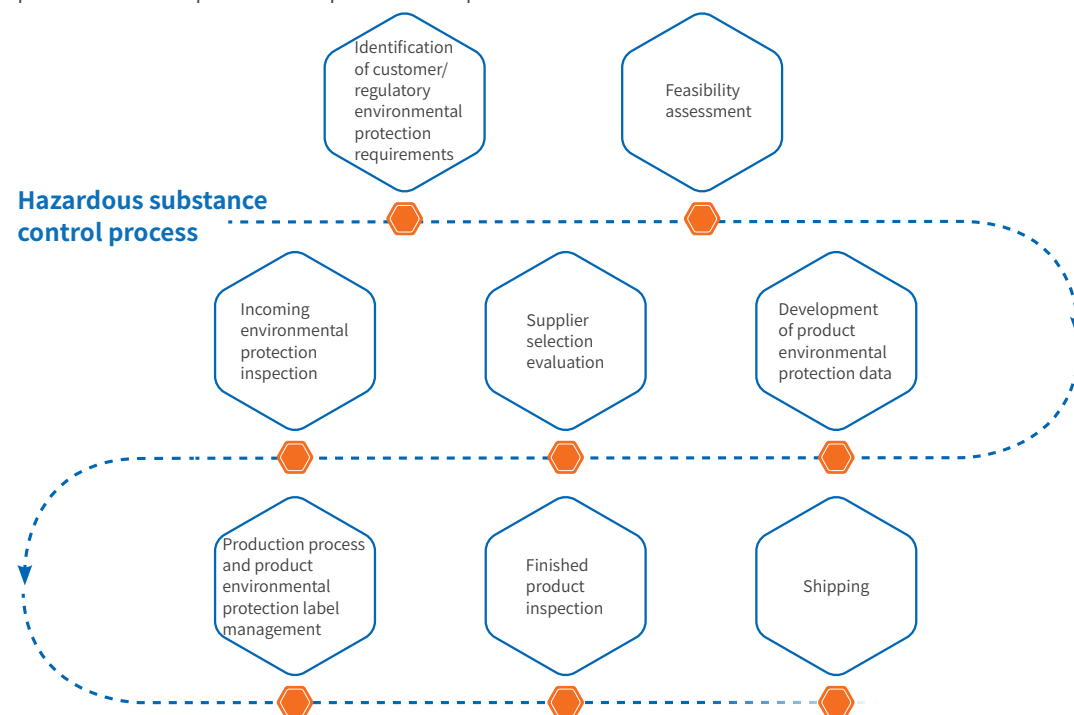 Identification
of customer/
regulatory
environmental
protection
requirements
Feasibility
assessment
Hazardous substance
control process
Incoming
environmental
protection
inspection
Supplier
selection
evaluation
Development
of product
environmental
protection data
Production process
and product
environmental
protection label
management
Finished
product
inspection
Shipping